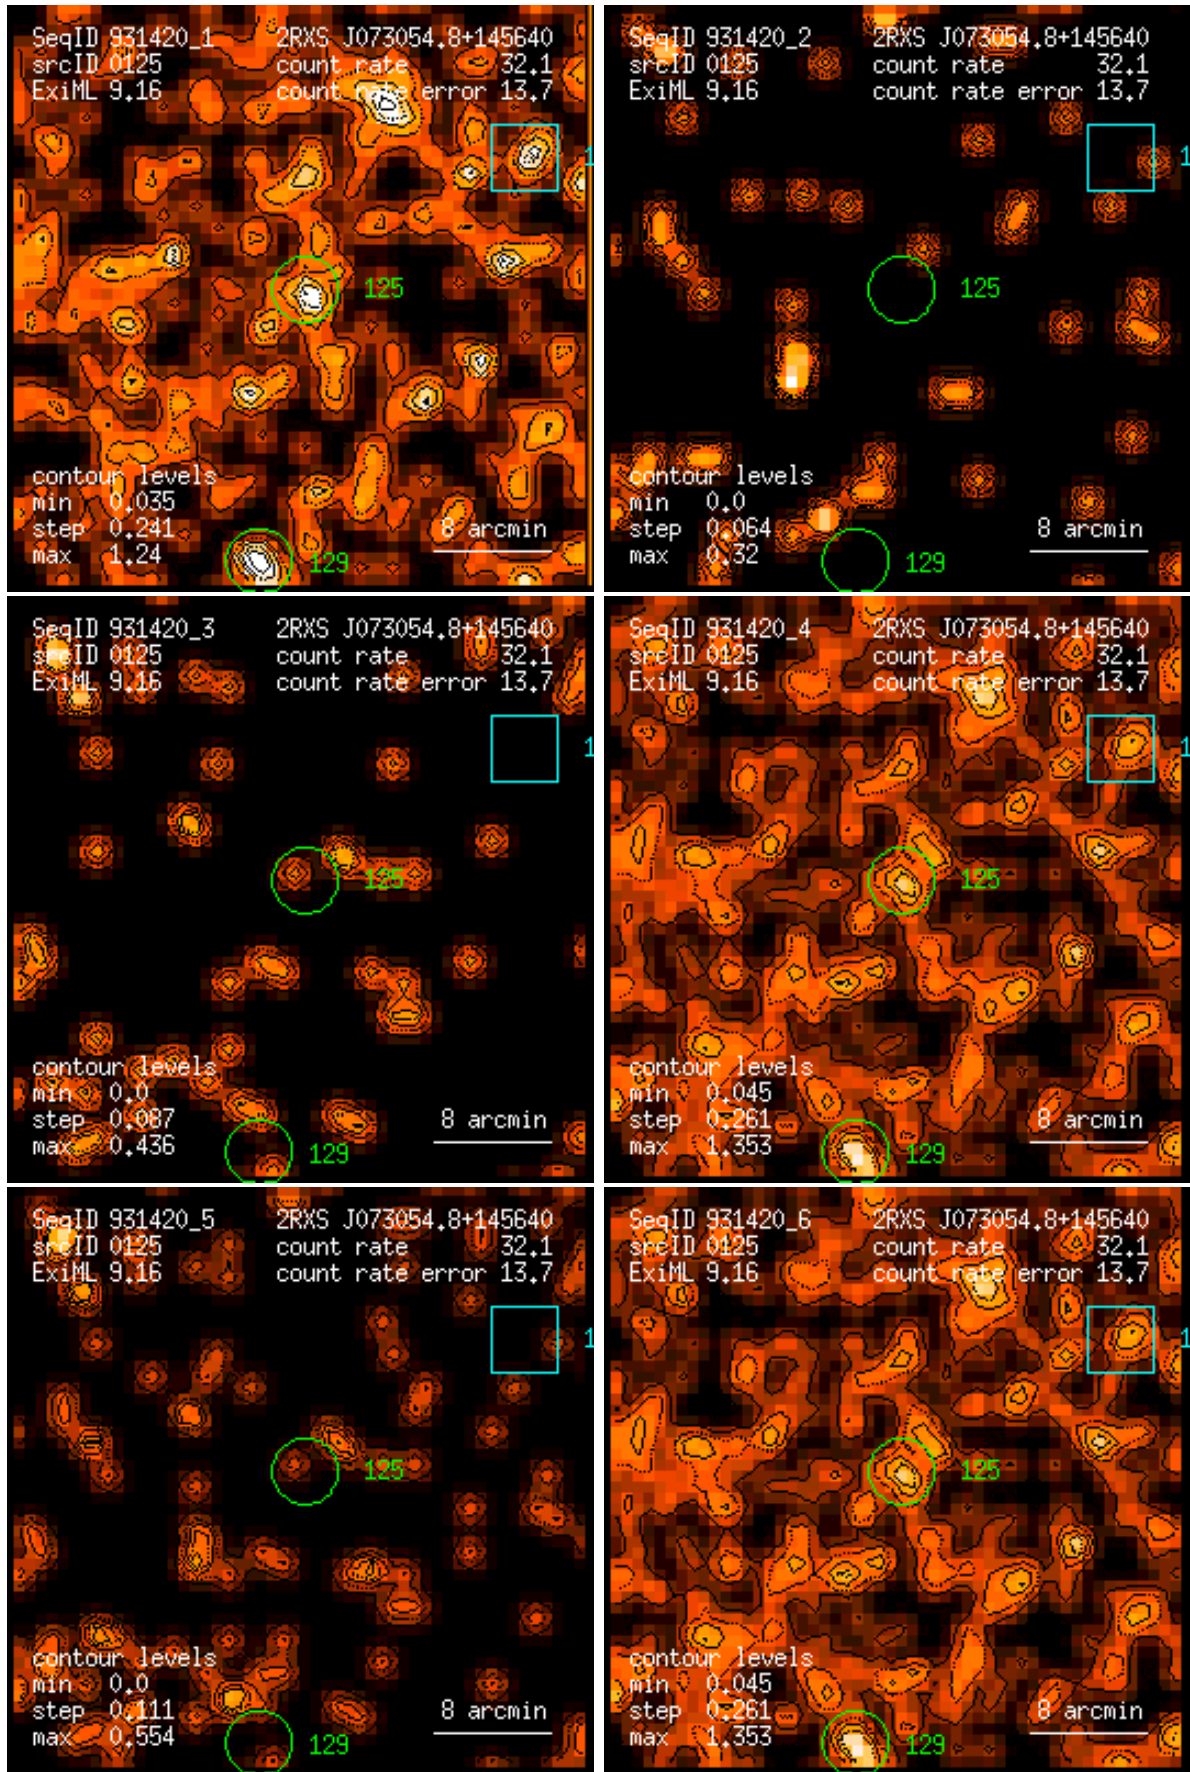 SeqID 931420_1 2RXS J073054.8+145640
srcID 0125 count rate 32.1
ExiML 9.16 count rate error 13.7
1
125
contour levels
min 0.035
step 0.241 8 arcmin
max 1.24 129
SeqID 931420_2 2RXS J073054.8+145640
srcID 0125 count rate 32.1
ExiML 9.16 count rate error 13.7
1
125
contour levels
min 0.0
step 0.064 8 arcmin
max 0.32 129
SeqID 931420_3 2RXS J073054.8+145640
srcID 0125 count rate 32.1
ExiML 9.16 count rate error 13.7
1
125
contour levels
min 0.0
step 0.087 8 arcmin
max 0.436 129
SeqID 931420_4 2RXS J073054.8+145640
srcID 0125 count rate 32.1
ExiML 9.16 count rate error 13.7
1
125
contour levels
min 0.045
step 0.261 8 arcmin
max 1.353 129
SeqID 931420_5 2RXS J073054.8+145640
srcID 0125 count rate 32.1
ExiML 9.16 count rate error 13.7
1
125
contour levels
min 0.0
step 0.111 8 arcmin
max 0.554 129
SeqID 931420_6 2RXS J073054.8+145640
srcID 0125 count rate 32.1
ExiML 9.16 count rate error 13.7
1
125
contour levels
min 0.045
step 0.261 8 arcmin
max 1.353 129